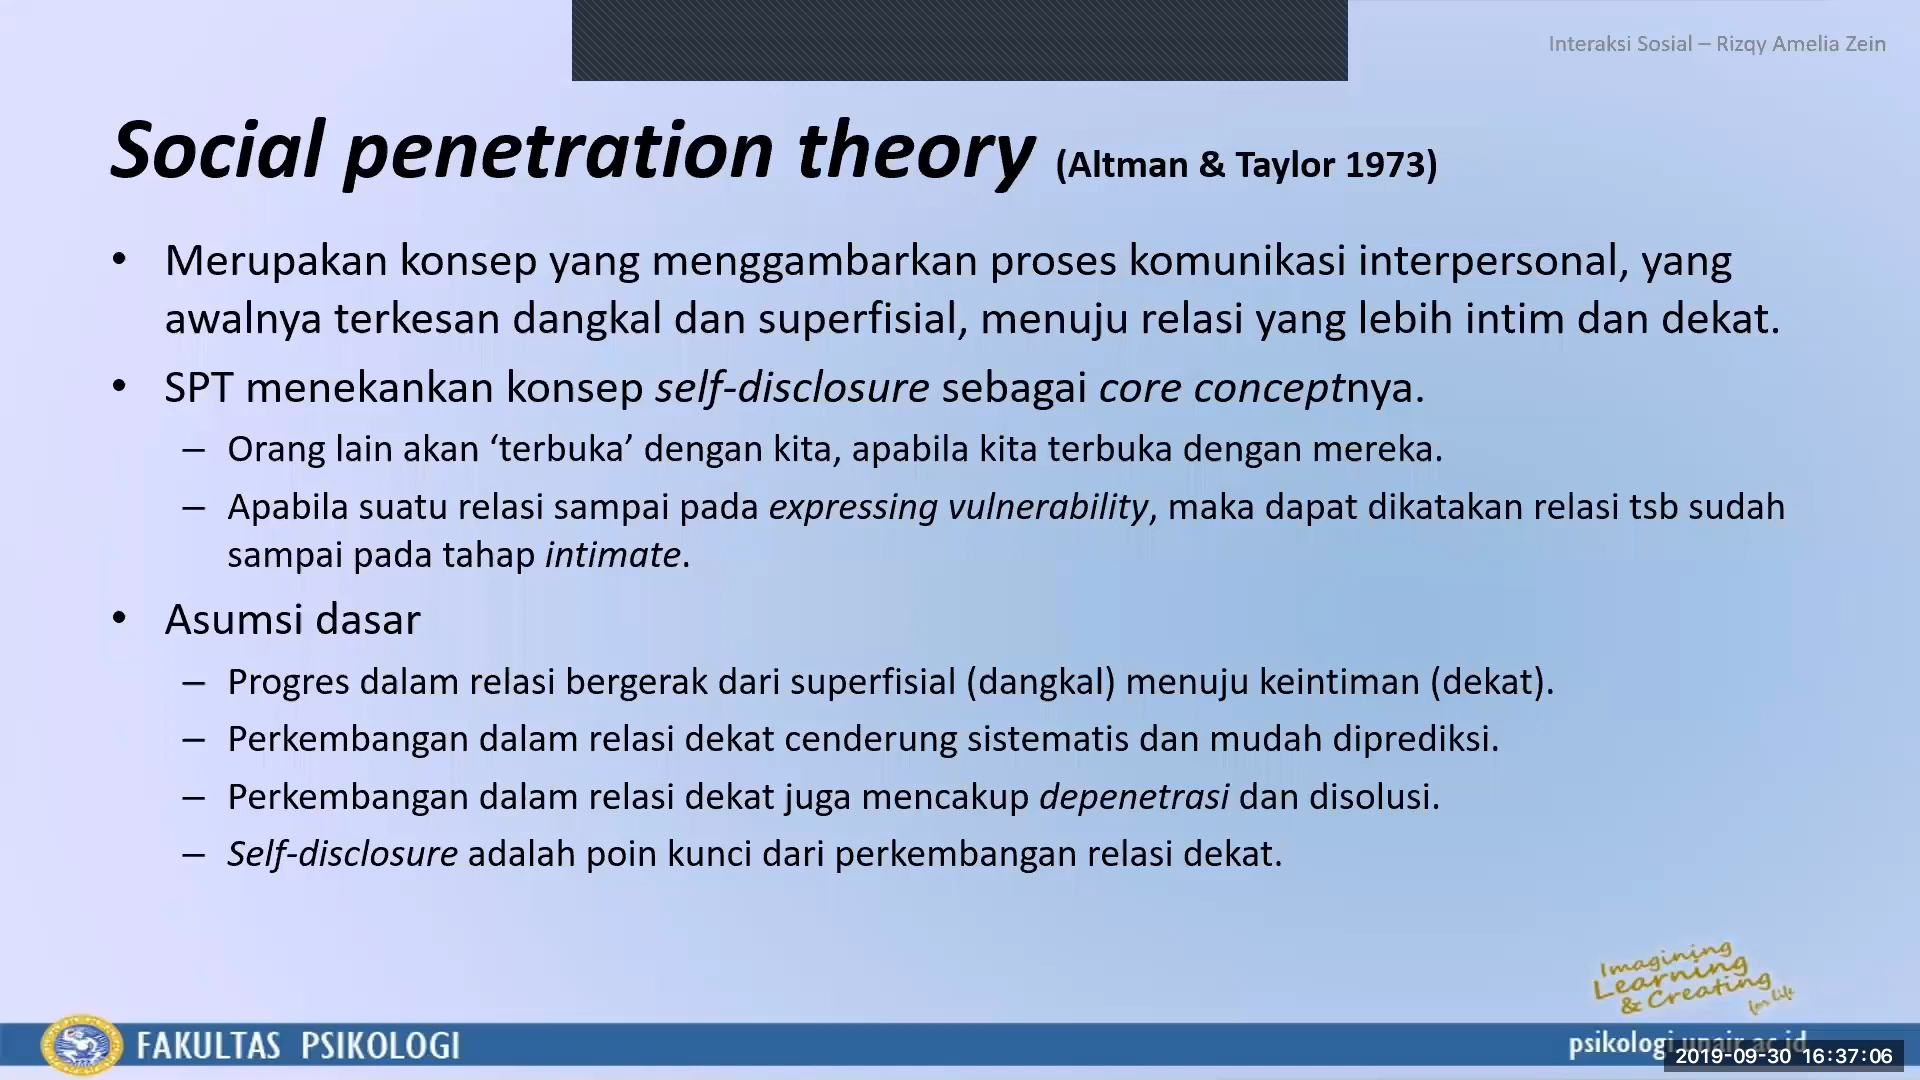 Interaksi Sosial – Rizqy Amelia Zein
Social penetration theory (Altman & Taylor 1973)
• Merupakan konsep yang menggambarkan proses komunikasi interpersonal, yang
awalnya terkesan dangkal dan superfisial, menuju relasi yang lebih intim dan dekat.
• SPT menekankan konsep self-disclosure sebagai core conceptnya.
– Orang lain akan ‘terbuka’ dengan kita, apabila kita terbuka dengan mereka.
– Apabila suatu relasi sampai pada expressing vulnerability, maka dapat dikatakan relasi tsb sudah
sampai pada tahap intimate.
• Asumsi dasar
– Progres dalam relasi bergerak dari superfisial (dangkal) menuju keintiman (dekat).
– Perkembangan dalam relasi dekat cenderung sistematis dan mudah diprediksi.
– Perkembangan dalam relasi dekat juga mencakup depenetrasi dan disolusi.
– Self-disclosure adalah poin kunci dari perkembangan relasi dekat.
Imagining
Learning
& Creating
for life
FAKULTAS PSIKOLOGI
psikologi.unair.ac.id
2019-09-30 16:37:06